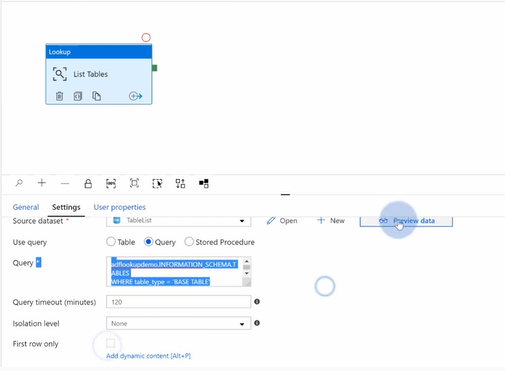 Lookup
List Tables
General Settings User properties
Source dataset * TableList Open New Preview data
Use query Table Query Stored Procedure
Query *
adflookupdemo.INFORMATION_SCHEMA.T
ABLES
WHERE table_type = 'BASE TABLE'
Query timeout (minutes) 120
Isolation level None
First row only
Add dynamic content [Alt+P]